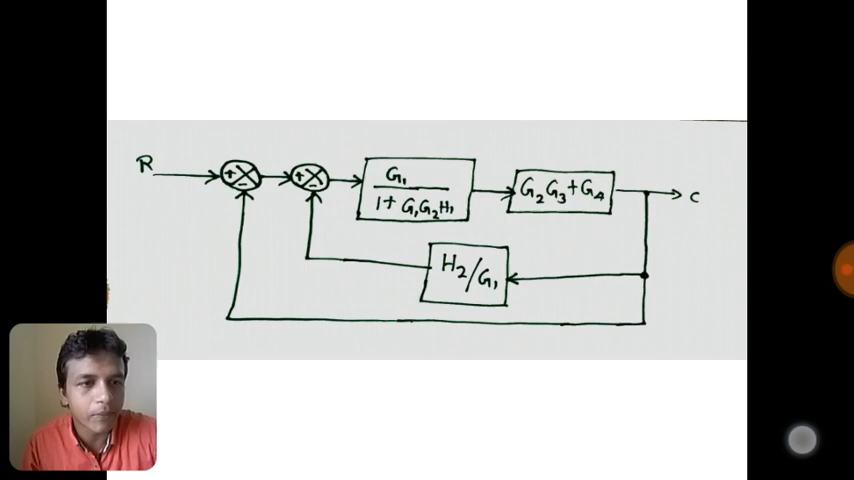 R
+
-
+
-
G₁
1 + G₁G₂H₁
G₂G₃+G₄
C
H₂/G₁